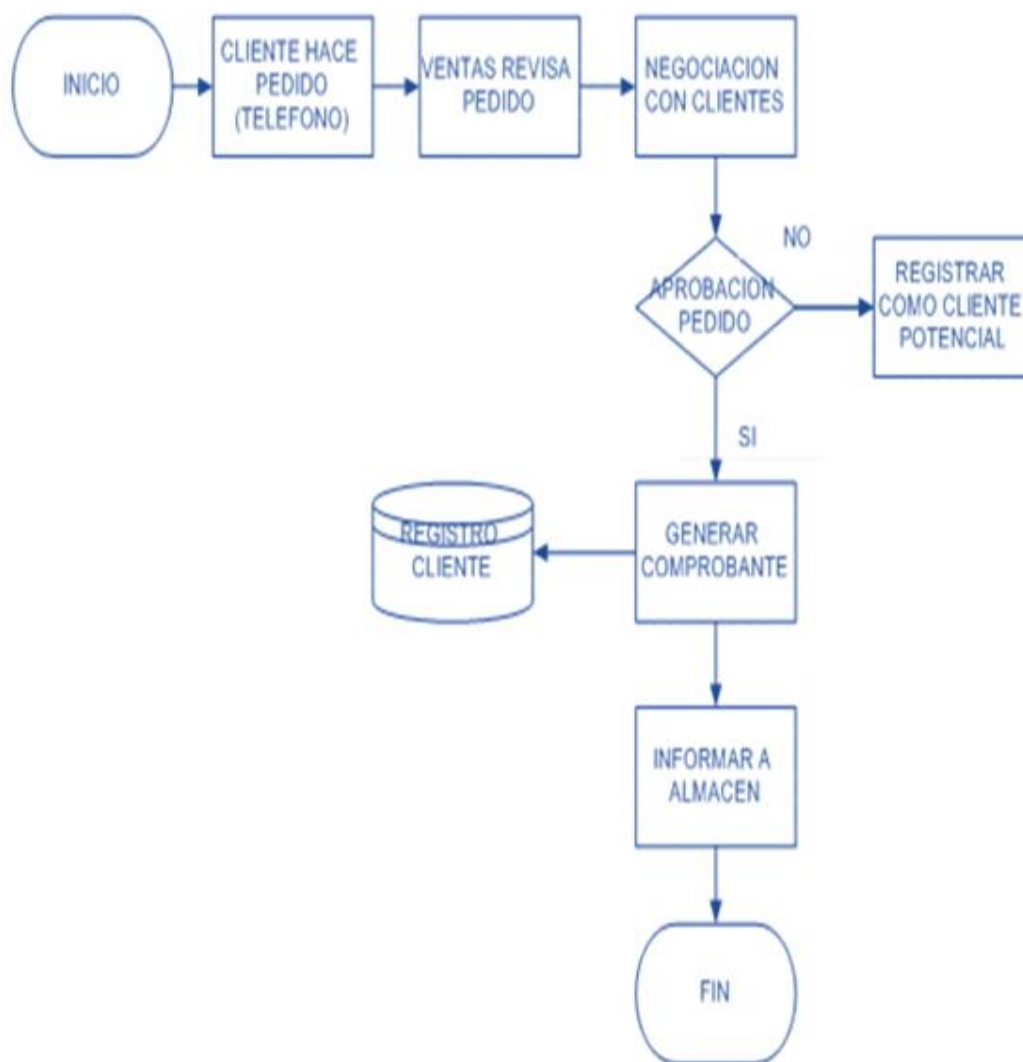 INICIO
CLIENTE HACE
PEDIDO
(TELEFONO)
VENTAS REVISA
PEDIDO
NEGOCIACION
CON CLIENTES
APROBACION
PEDIDO
NO
REGISTRAR
COMO CLIENTE
POTENCIAL
SI
GENERAR
COMPROBANTE
REGISTRO
CLIENTE
INFORMAR A
ALMACEN
FIN